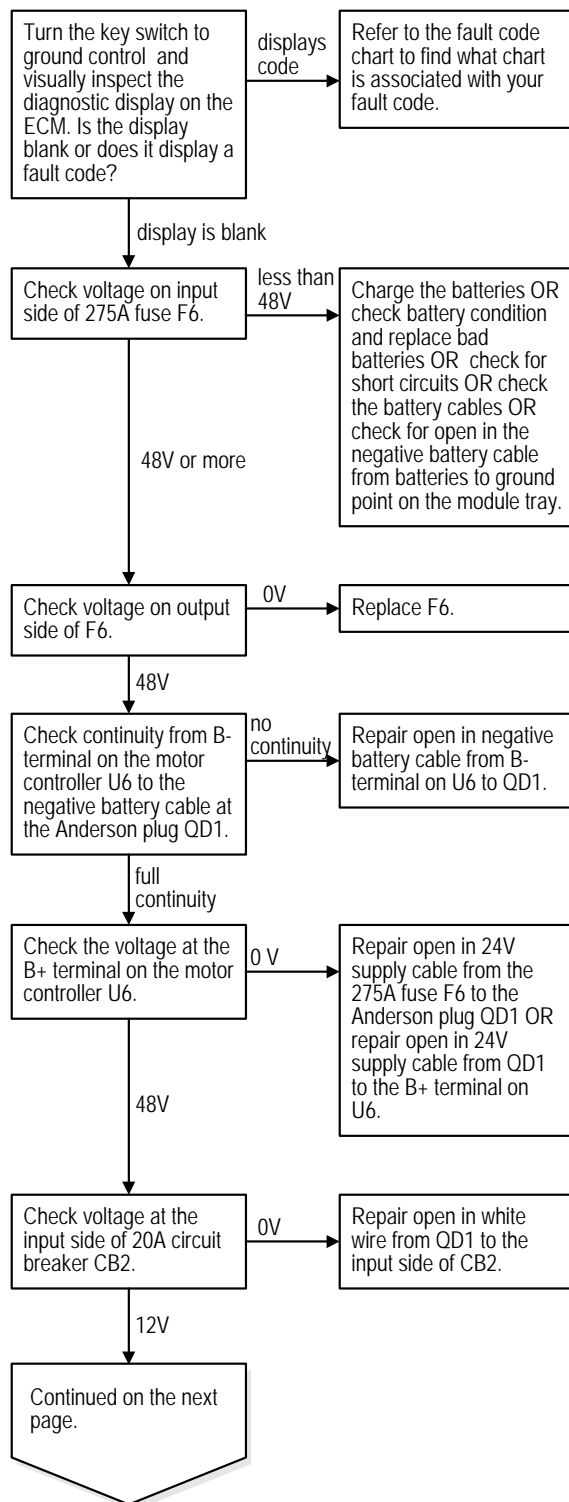 Turn the key switch to
ground control and
visually inspect the
diagnostic display on the
ECM. Is the display
blank or does it display a
fault code?
displays
code
Refer to the fault code
chart to find what chart
is associated with your
fault code.
display is blank
Check voltage on input
side of 275A fuse F6.
less than
48V
Charge the batteries OR
check battery condition
and replace bad
batteries OR check for
short circuits OR check
the battery cables OR
check for open in the
negative battery cable
from batteries to ground
point on the module tray.
48V or more
Check voltage on output
side of F6.
0V
Replace F6.
48V
Check continuity from B-
terminal on the motor
controller U6 to the
negative battery cable at
the Anderson plug QD1.
no
continuity
Repair open in negative
battery cable from B-
terminal on U6 to QD1.
full
continuity
Check the voltage at the
B+ terminal on the motor
controller U6.
0 V
Repair open in 24V
supply cable from the
275A fuse F6 to the
Anderson plug QD1 OR
repair open in 24V
supply cable from QD1
to the B+ terminal on
U6.
48V
Check voltage at the
input side of 20A circuit
breaker CB2.
0V
Repair open in white
wire from QD1 to the
input side of CB2.
12V
Continued on the next
page.